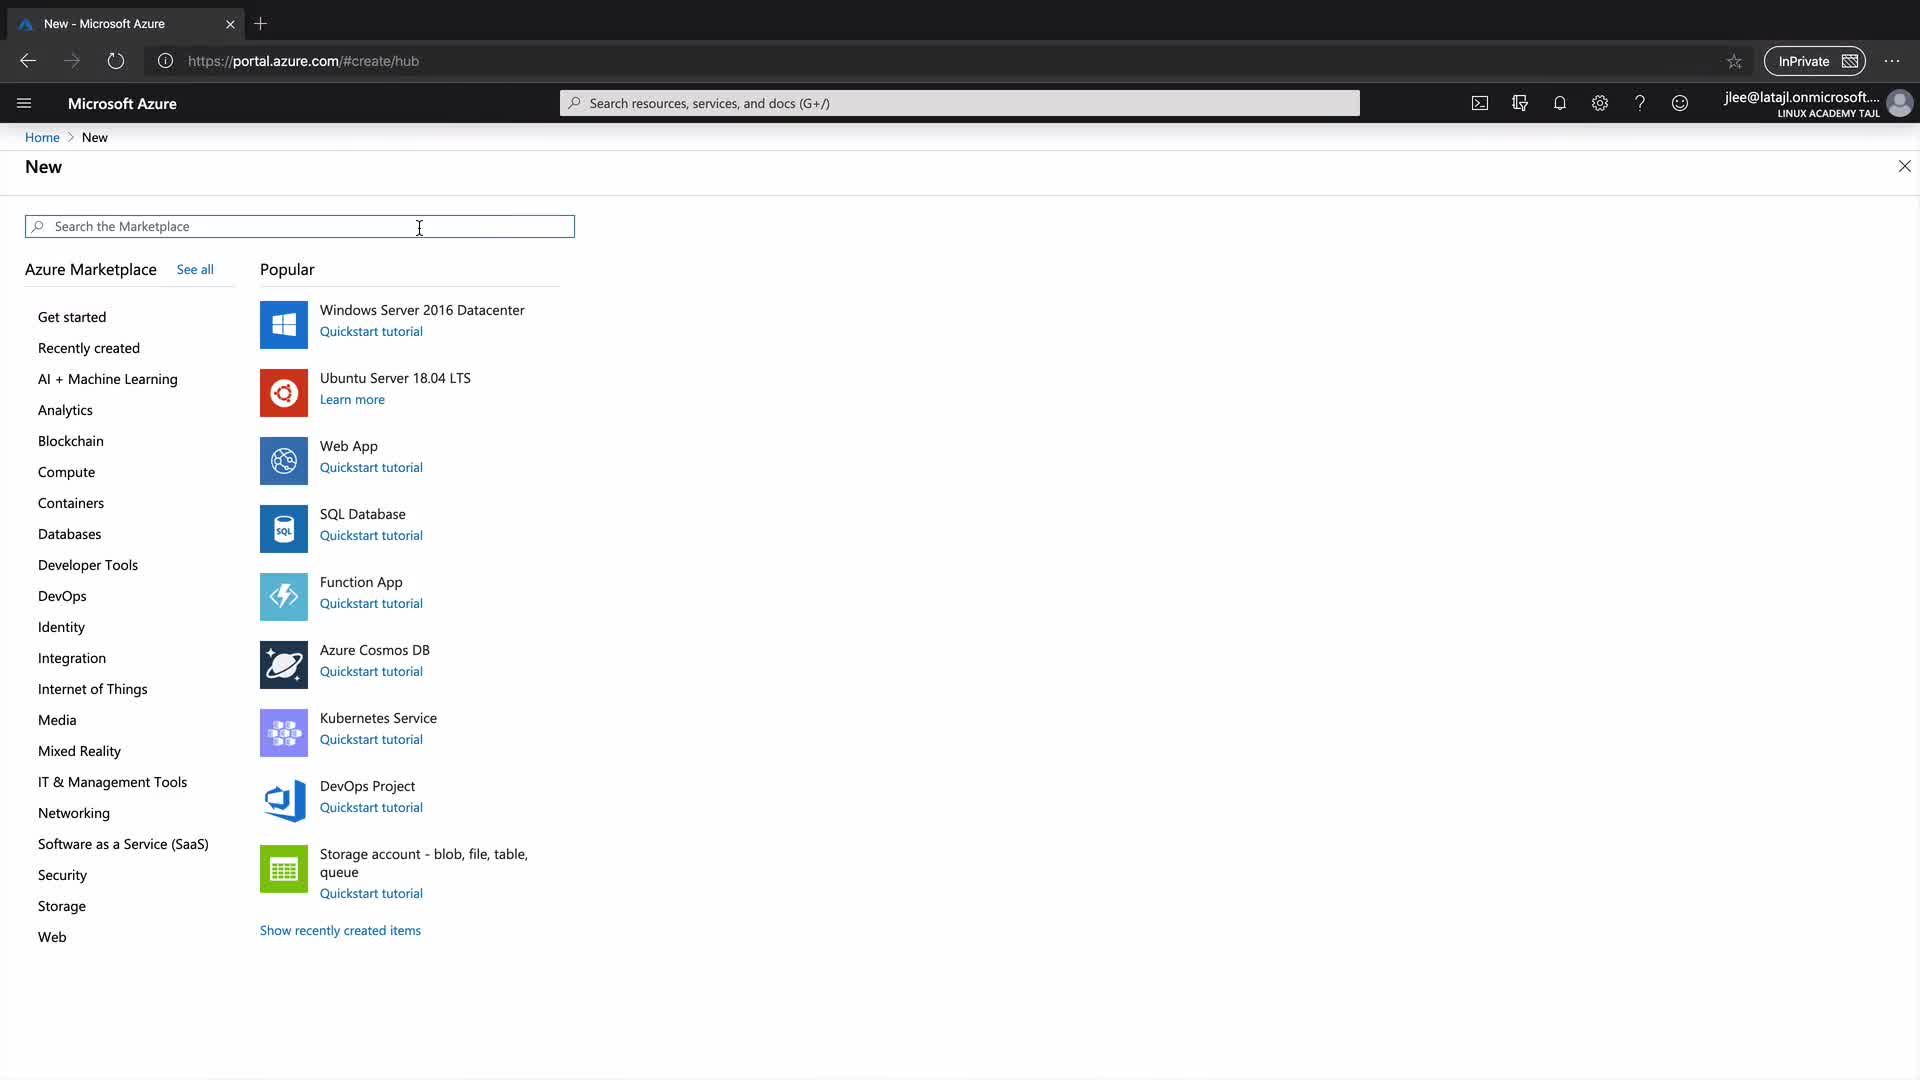 New - Microsoft Azure
https://portal.azure.com/#create/hub
InPrivate
Microsoft Azure
Search resources, services, and docs (G+/)
jlee@latajl.onmicrosoft....
LINUX ACADEMY TAJL
Home > New
New
Search the Marketplace
Azure Marketplace See all
Get started
Recently created
AI + Machine Learning
Analytics
Blockchain
Compute
Containers
Databases
Developer Tools
DevOps
Identity
Integration
Internet of Things
Media
Mixed Reality
IT & Management Tools
Networking
Software as a Service (SaaS)
Security
Storage
Web
Popular
Windows Server 2016 Datacenter
Quickstart tutorial
Ubuntu Server 18.04 LTS
Learn more
Web App
Quickstart tutorial
SQL
SQL Database
Quickstart tutorial
Function App
Quickstart tutorial
Azure Cosmos DB
Quickstart tutorial
Kubernetes Service
Quickstart tutorial
DevOps Project
Quickstart tutorial
Storage account - blob, file, table,
queue
Quickstart tutorial
Show recently created items